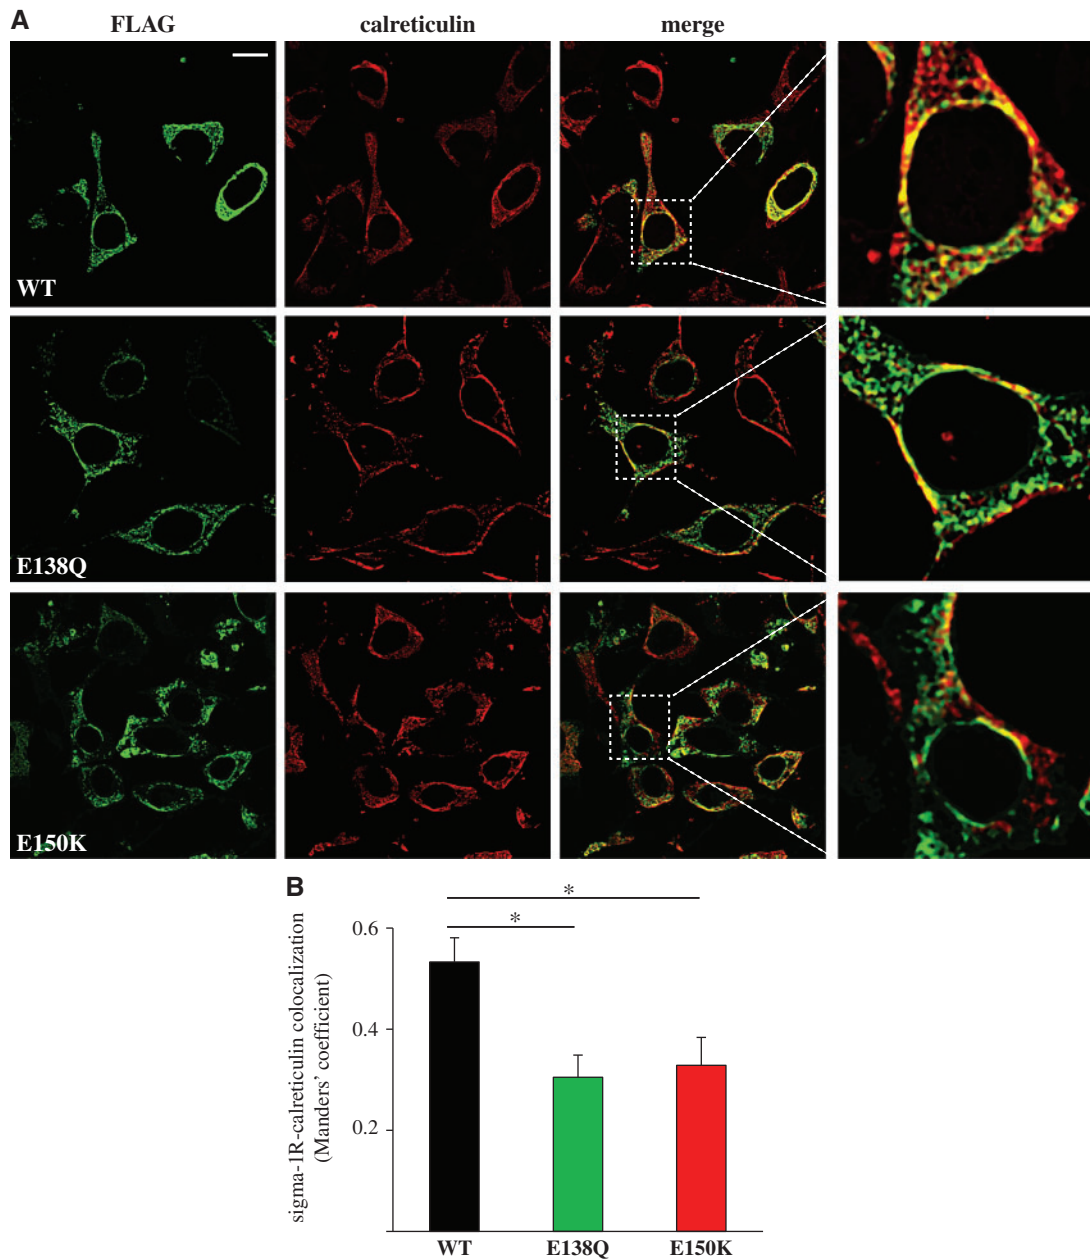 A
FLAG calreticulin merge
WT
E138Q
E150K
B
sigma-1R-calreticulin colocalization
(Manders' coefficient)
* 
*
0.6
0.4
0.2
WT E138Q E150K